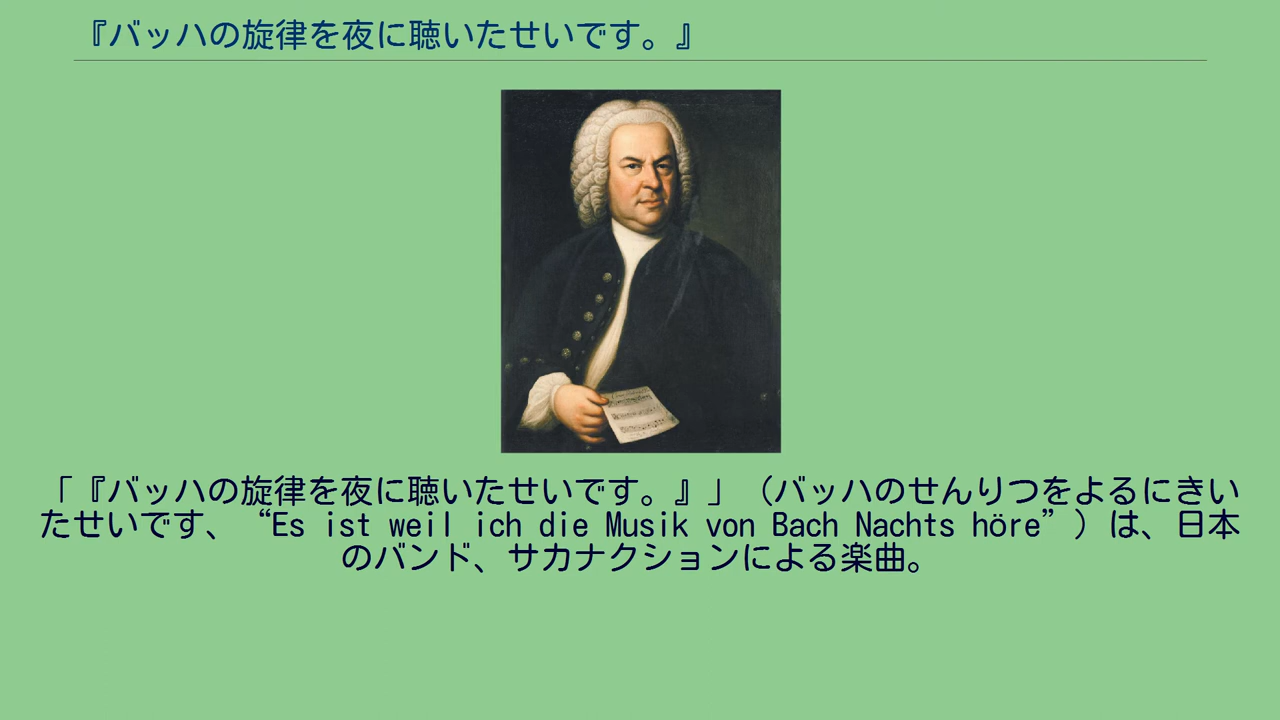 『バッハの旋律を夜に聴いたせいです。』
「『バッハの旋律を夜に聴いたせいです。』」（バッハのせんりつをよるにきい
たせいです、“Es ist weil ich die Musik von Bach Nachts höre”）は、日本
のバンド、サカナクションによる楽曲。